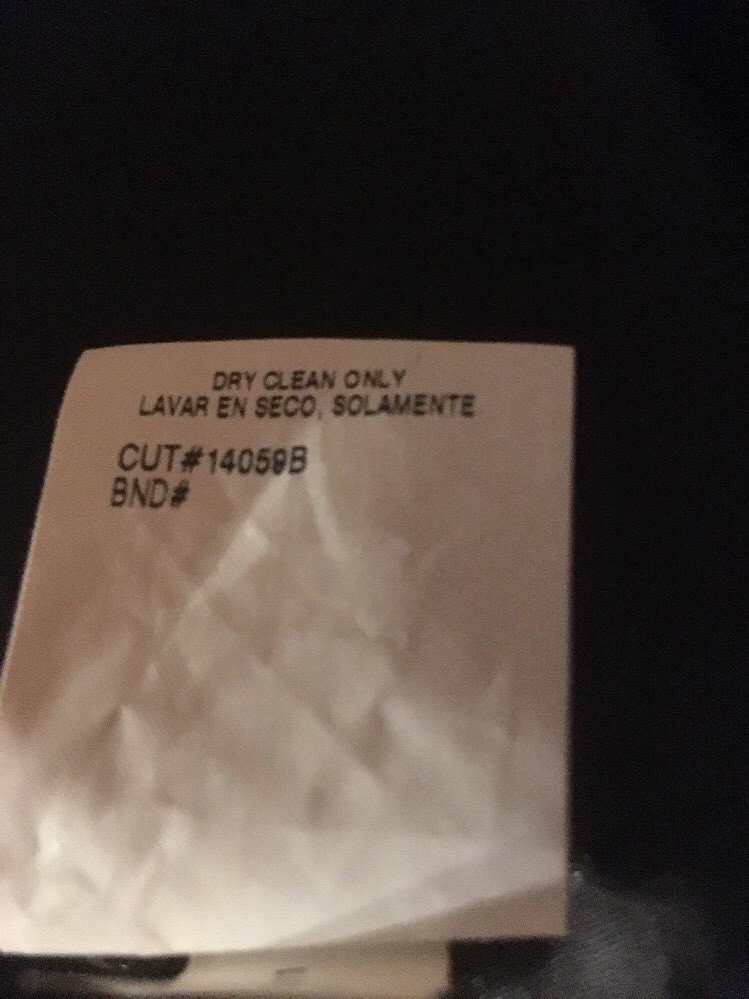 DRY CLEAN ONLY
LAVAR EN SECO, SOLAMENTE
CUT#14059B
BND#